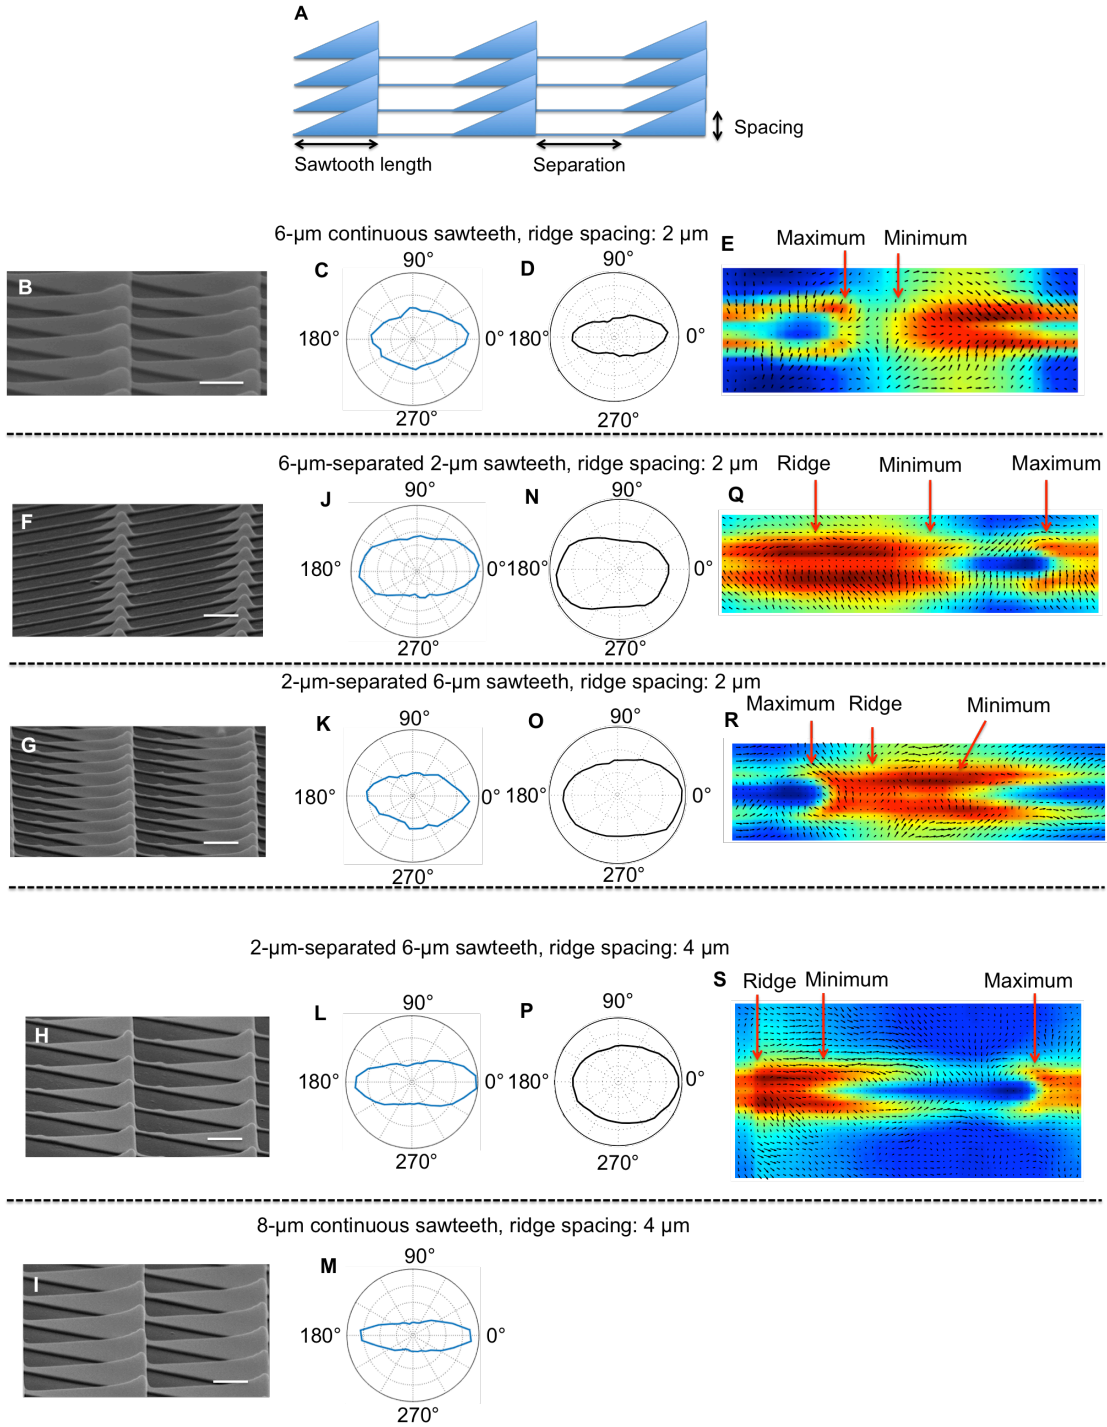 A
Spacing
Sawtooth length
Separation
6-µm continuous sawteeth, ridge spacing: 2 µm
B
C
90°
180°
0°
270°
D
90°
180°
0°
270°
E
Maximum
Minimum
6-µm-separated 2-µm sawteeth, ridge spacing: 2 µm
F
J
90°
180°
0°
270°
N
90°
180°
0°
270°
Q
Ridge
Minimum
Maximum
2-µm-separated 6-µm sawteeth, ridge spacing: 2 µm
G
K
90°
180°
0°
270°
O
90°
180°
0°
270°
R
Maximum
Ridge
Minimum
2-µm-separated 6-µm sawteeth, ridge spacing: 4 µm
H
L
90°
180°
0°
270°
P
90°
180°
0°
270°
S
Ridge
Minimum
Maximum
8-µm continuous sawteeth, ridge spacing: 4 µm
I
M
90°
180°
0°
270°